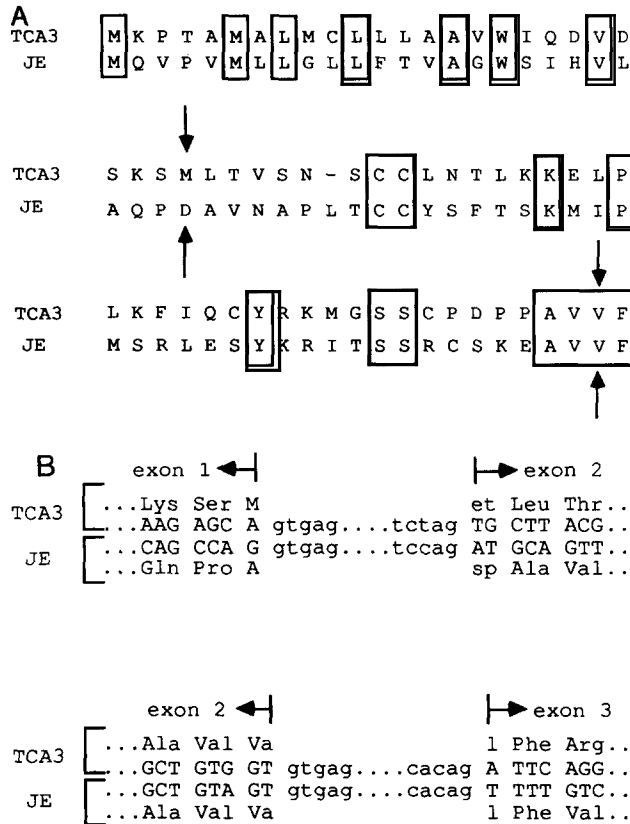 A
TCA3 M K P T A M A L M C L L L A A V W I Q D V D
JE M Q V P V M L L G L L F T V A G W S I H V L
TCA3 S K S M L T V S N - S C C L N T L K K E L P
JE A Q P D A V N A P L T C C Y S F T S K M I P
TCA3 L K F I Q C Y R K M G S S C P D P P A V V F
JE M S R L E S Y K R I T S S R C S K E A V V F
B
exon 1 exon 2
TCA3 ...Lys Ser M et Leu Thr..
...AAG AGCA gtgag....tctag TG CTT ACG..
JE ...CAG CCA G gtgag....tccag AT GCA GTT..
...Gln Pro A sp Ala Val..
exon 2 exon 3
TCA3 ...Ala Val Va l Phe Arg..
...GCT GTG GT gtgag....cacag A TTC AGG..
JE ...GCT GTA GT gtgag....cacag T TTT GTC..
...Ala Val Va l Phe Val..